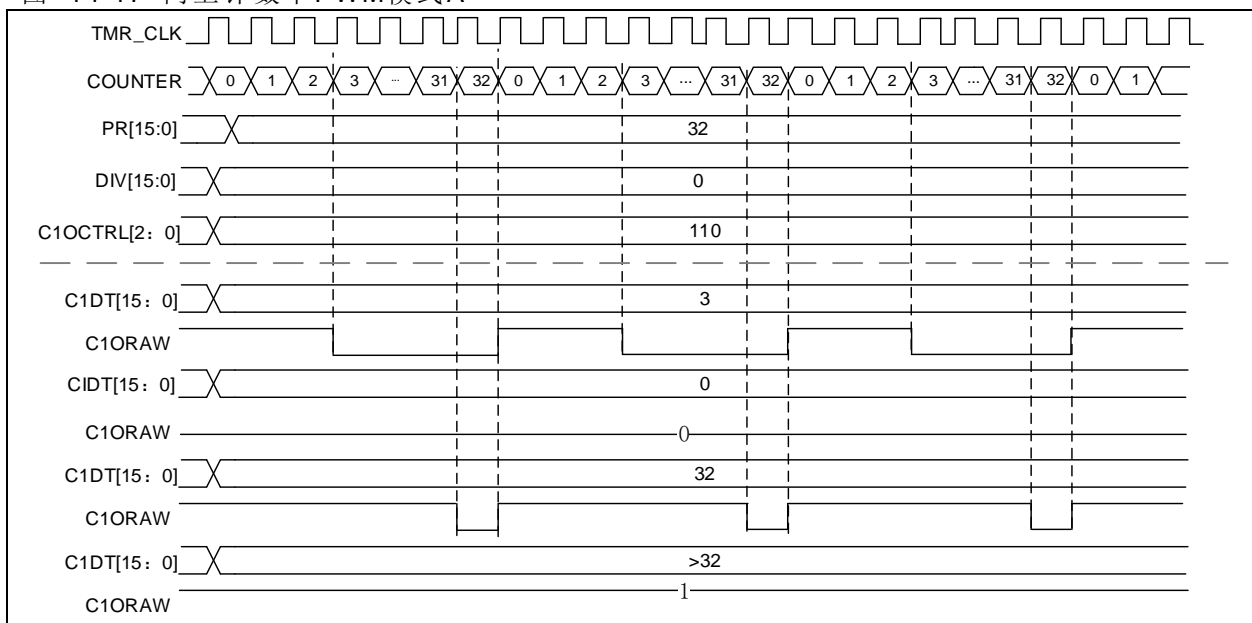 TMR_CLK
COUNTER 0 1 2 3 ... 31 32 0 1 2 3 ... 31 32 0 1 2 3 ... 31 32 0 1
PR[15:0] 32
DIV[15:0] 0
C1OCTRL[2：0] 110
C1DT[15：0] 3
C1ORAW
CIDT[15：0] 0
C1ORAW 0
C1DT[15：0] 32
C1ORAW
C1DT[15：0] >32
C1ORAW 1